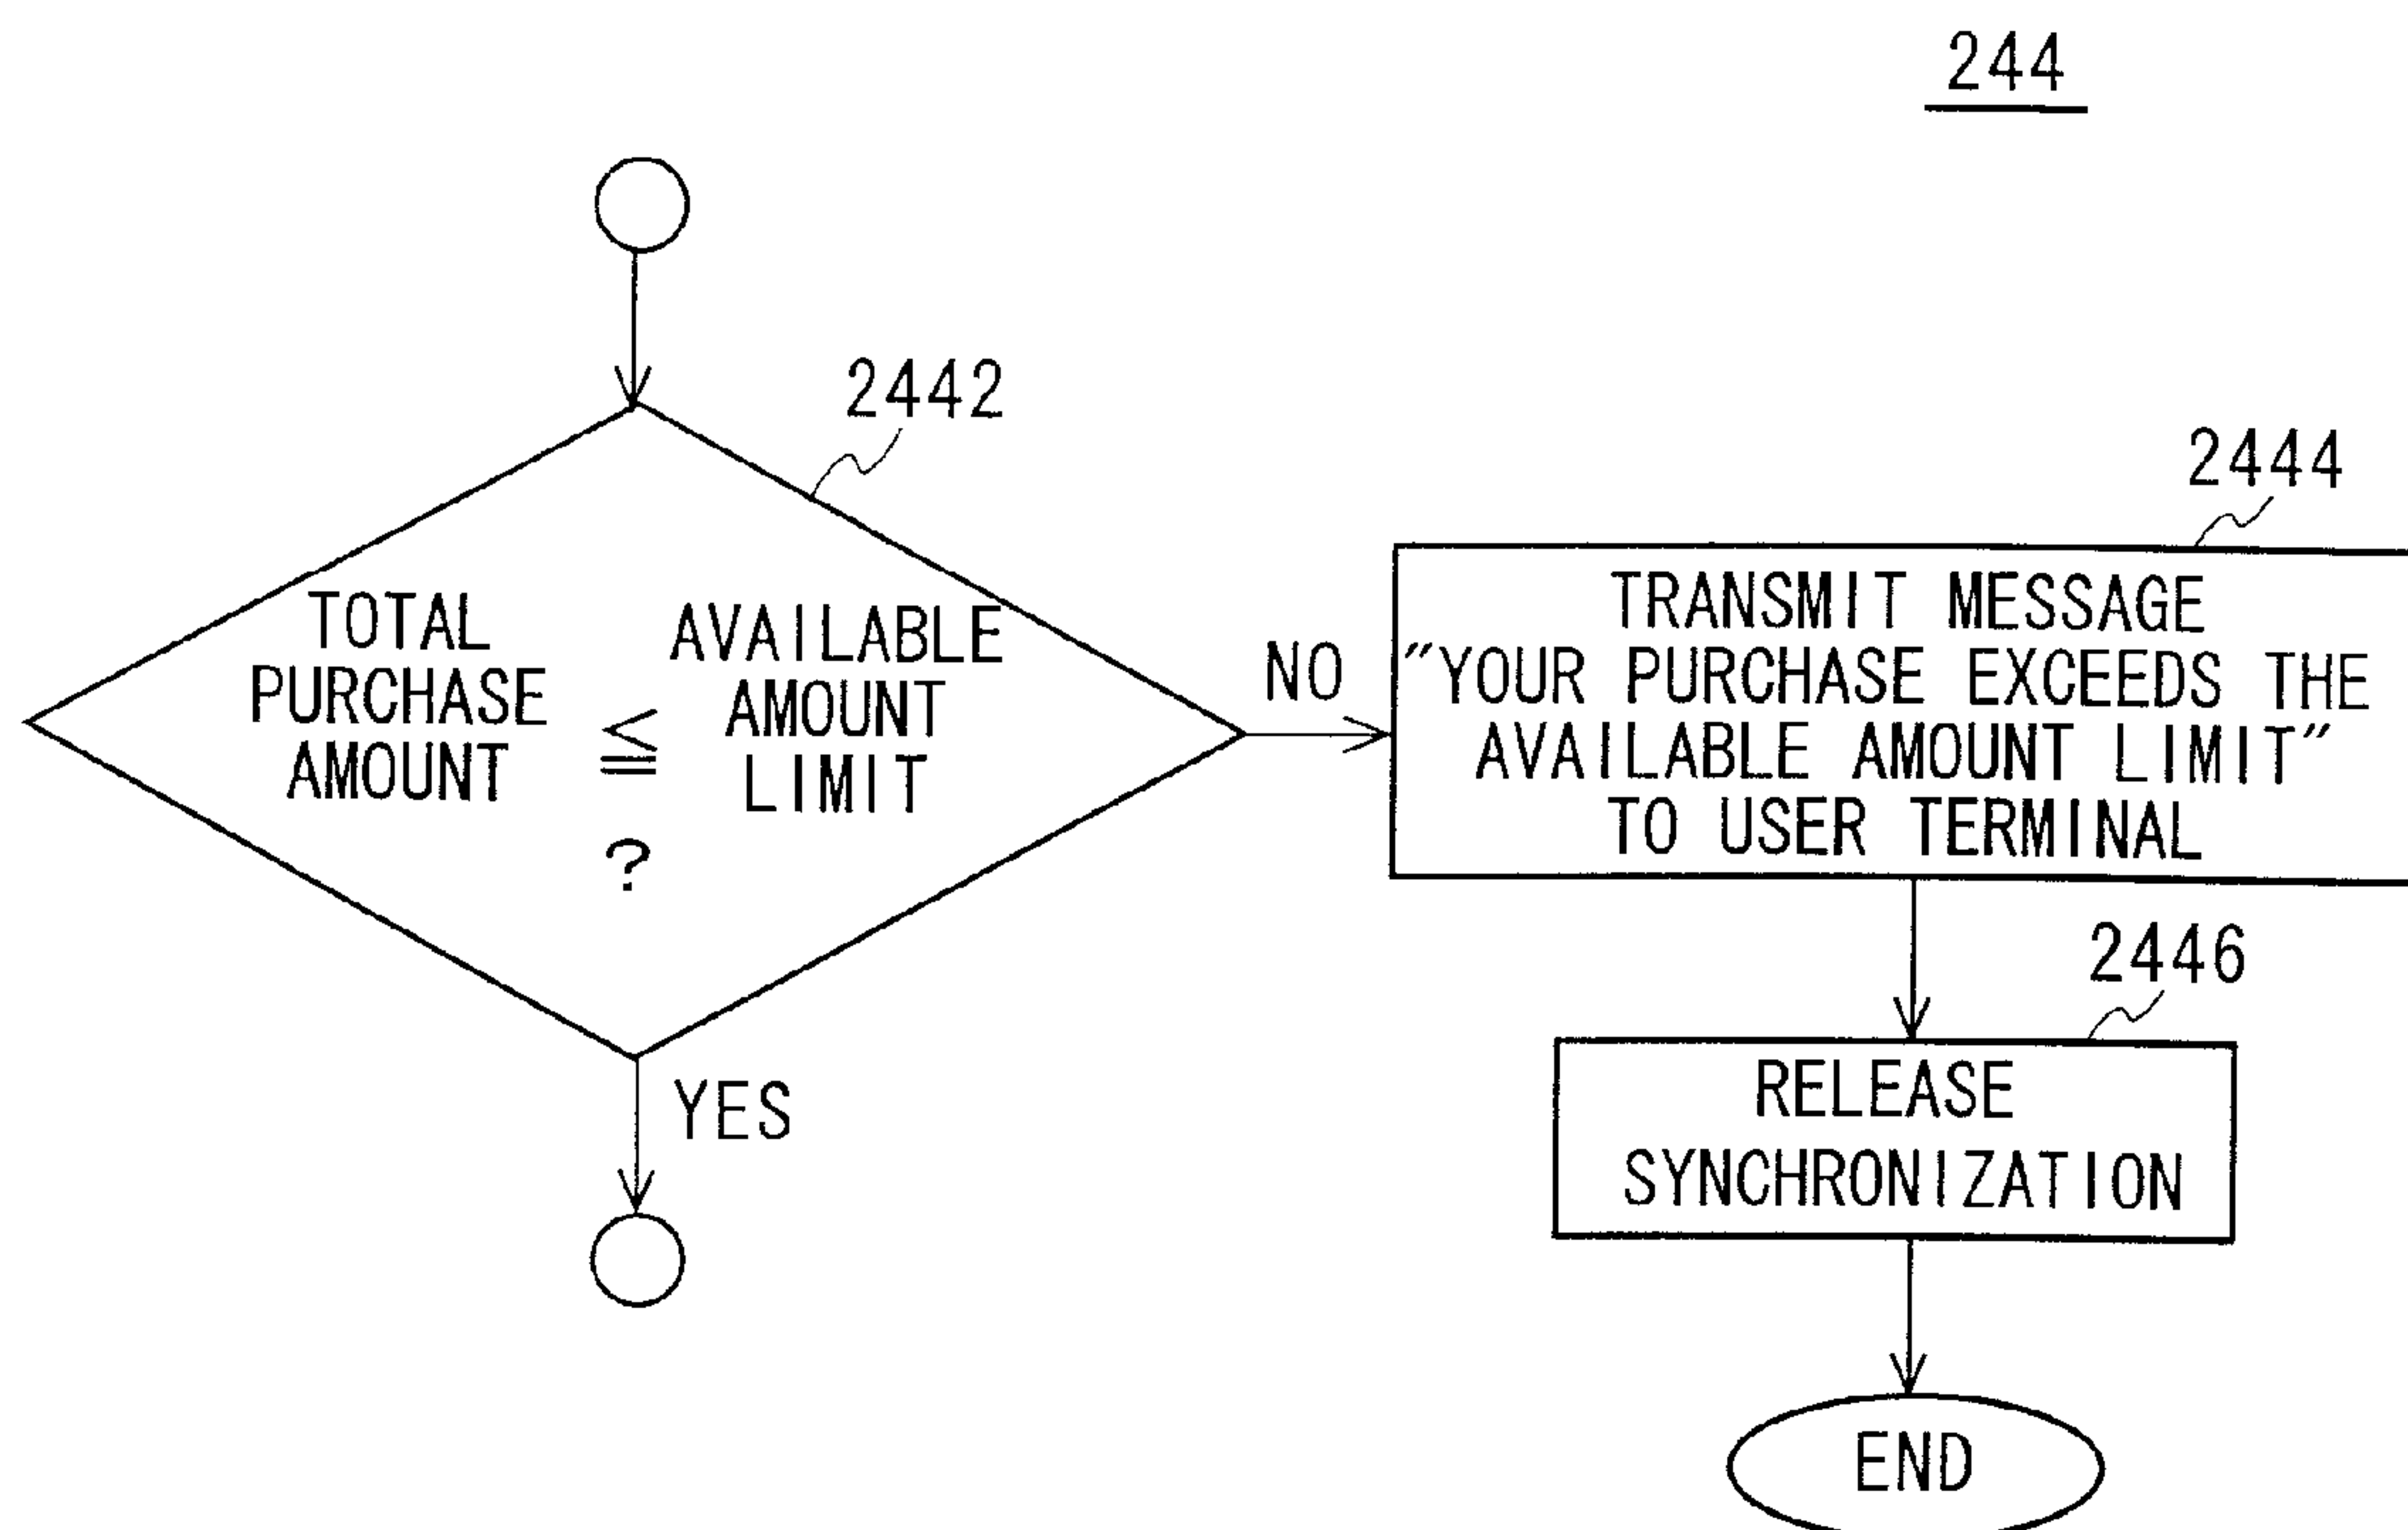 244
2442
TOTAL
PURCHASE
AMOUNT
≦
AVAILABLE
AMOUNT
LIMIT
?
NO
YES
2444
TRANSMIT MESSAGE
"YOUR PURCHASE EXCEEDS THE
AVAILABLE AMOUNT LIMIT"
TO USER TERMINAL
2446
RELEASE
SYNCHRONIZATION
END